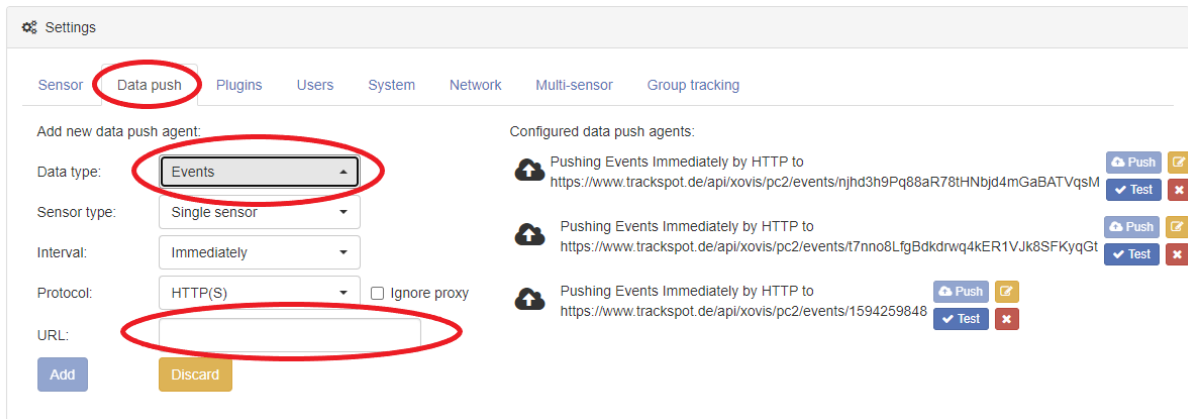 Settings
Sensor Data push Plugins Users System Network Multi-sensor Group tracking
Add new data push agent:
Data type: Events
Sensor type: Single sensor
Interval: Immediately
Protocol: HTTP(S) Ignore proxy
URL:
Add Discard
Configured data push agents:
Pushing Events Immediately by HTTP to
https://www.trackspot.de/api/xovis/pc2/events/njhd3h9Pq88aR78tHNbjd4mGaBATVqsM
Push
Test
Pushing Events Immediately by HTTP to
https://www.trackspot.de/api/xovis/pc2/events/t7nno8LfgBdkdrwq4kER1VJk8SFKyqGt
Push
Test
Pushing Events Immediately by HTTP to
https://www.trackspot.de/api/xovis/pc2/events/1594259848
Push
Test